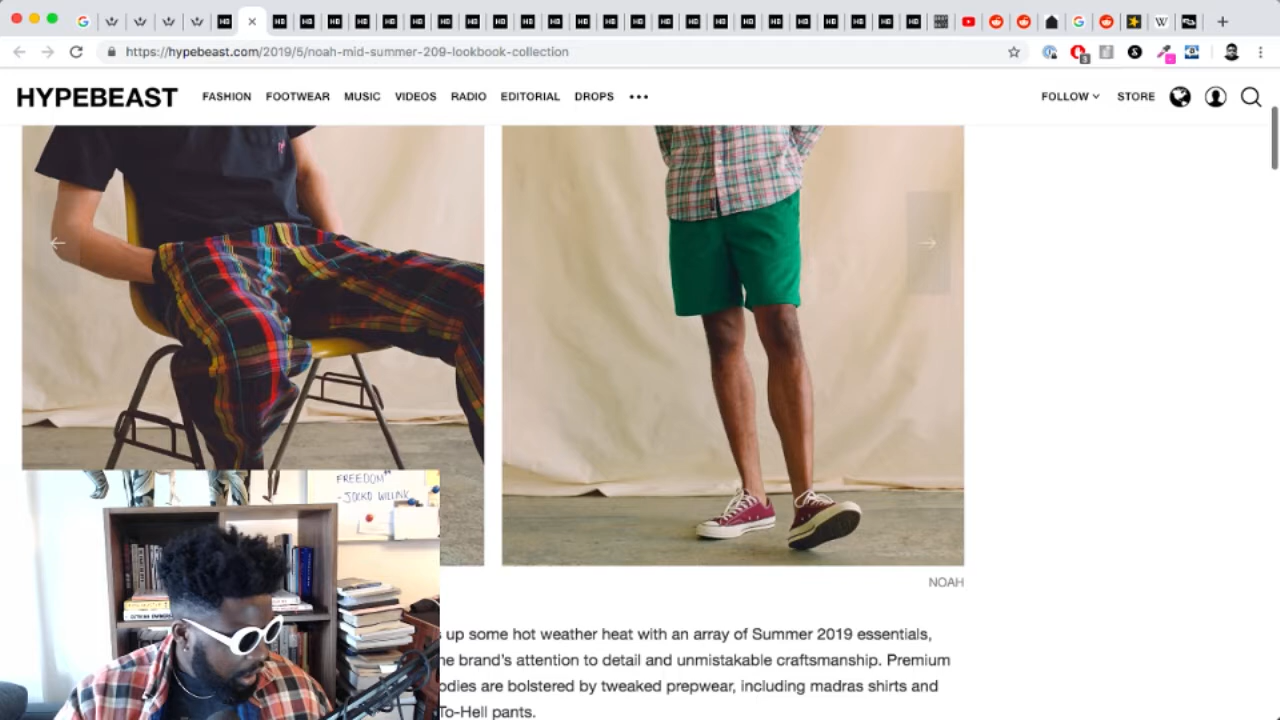 https://hypebeast.com/2019/5/noah-mid-summer-209-lookbook-collection
HYPEBEAST FASHION FOOTWEAR MUSIC VIDEOS RADIO EDITORIAL DROPS ••• FOLLOW STORE
FREEDOM"
- JOCKO WILLINK
NOAH
up some hot weather heat with an array of Summer 2019 essentials,
brand's attention to detail and unmistakable craftsmanship. Premium
are bolstered by tweaked prepwear, including madras shirts and
To-Hell pants.